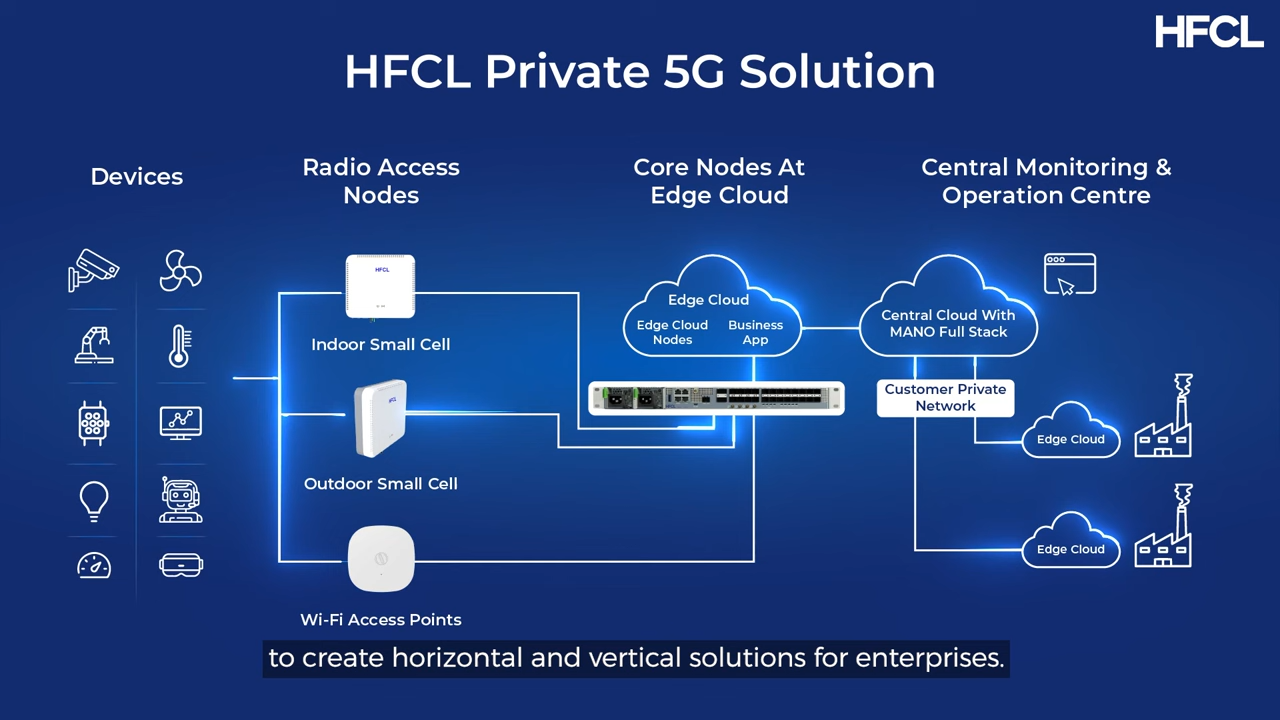 HFCL
HFCL Private 5G Solution
Devices
Radio Access
Nodes
Core Nodes At
Edge Cloud
Central Monitoring &
Operation Centre
HFCL
Indoor Small Cell
HFCL
Outdoor Small Cell
Wi-Fi Access Points
Edge Cloud
Edge Cloud
Nodes
Business
App
Central Cloud With
MANO Full Stack
Customer Private
Network
Edge Cloud
Edge Cloud
to create horizontal and vertical solutions for enterprises.